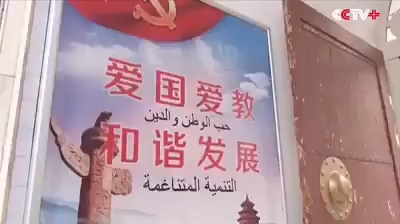 CCTV+
爱国爱教
حب الوطن والدين
和谐发展
التنمية المتناغمة